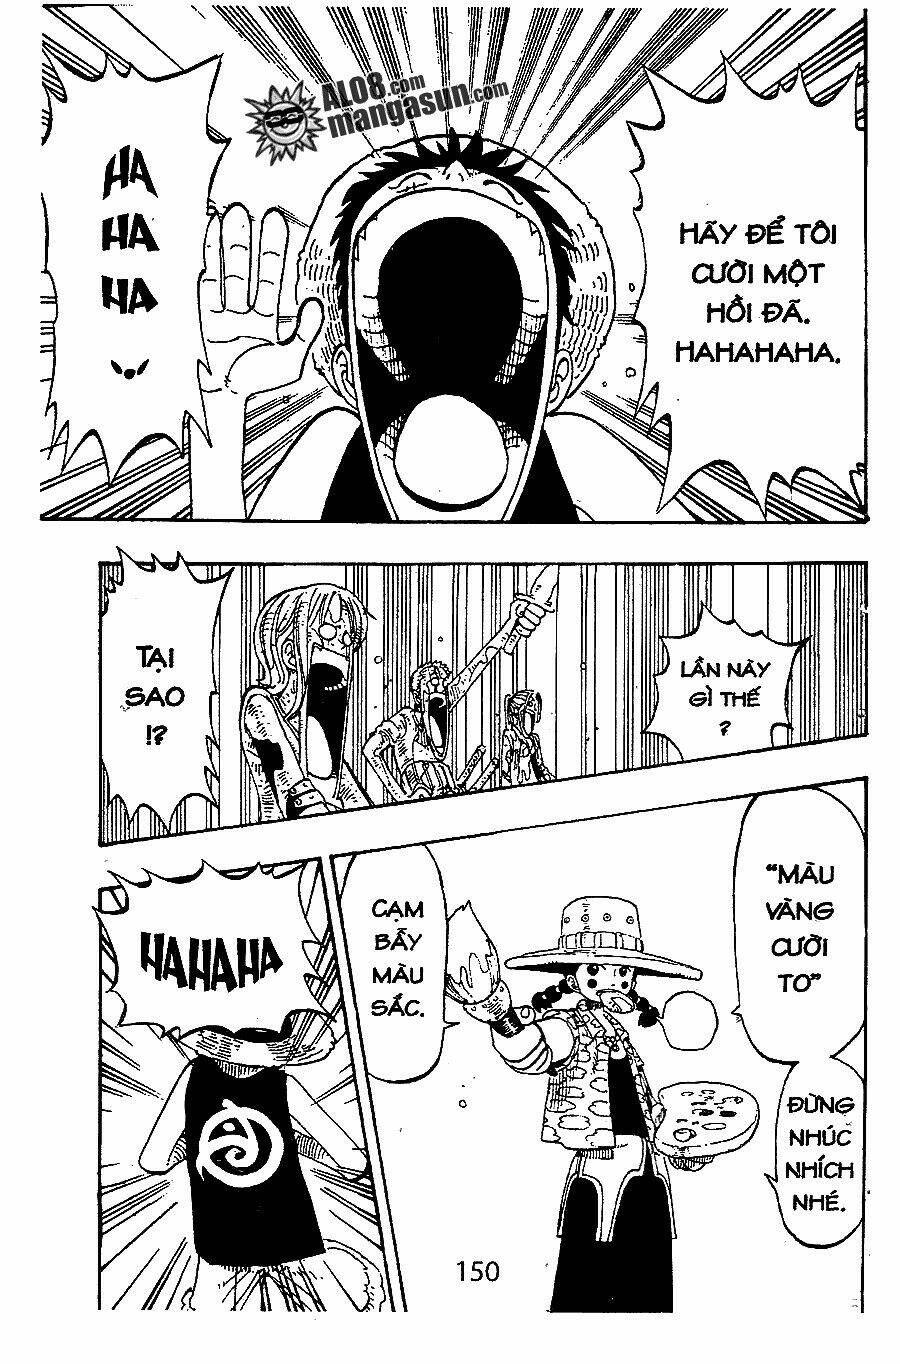 AL08.com
mangasun.com
HÃY ĐỂ TÔI
CƯỜI MỘT
HỒI ĐÃ.
HAHAHAHA.
HA
HA
HA
LẦN NÀY
GÌ THẾ
?
TẠI
SAO
!?
"MÀU
VÀNG
CƯỜI
TO"
ĐỪNG
NHÚC
NHÍCH
NHÉ.
CẠM
BẪY
MÀU
SẮC.
HAHAHA
150